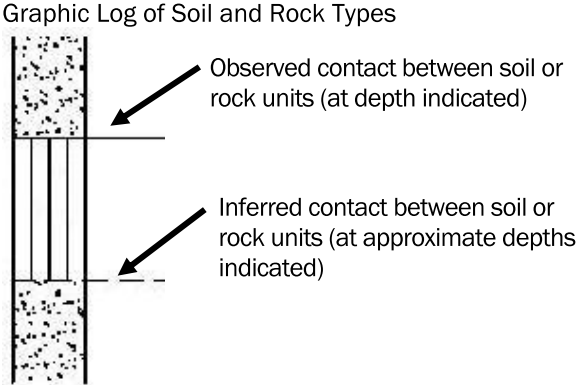 Graphic Log of Soil and Rock Types
Observed contact between soil or
rock units (at depth indicated)
Inferred contact between soil or
rock units (at approximate depths
indicated)